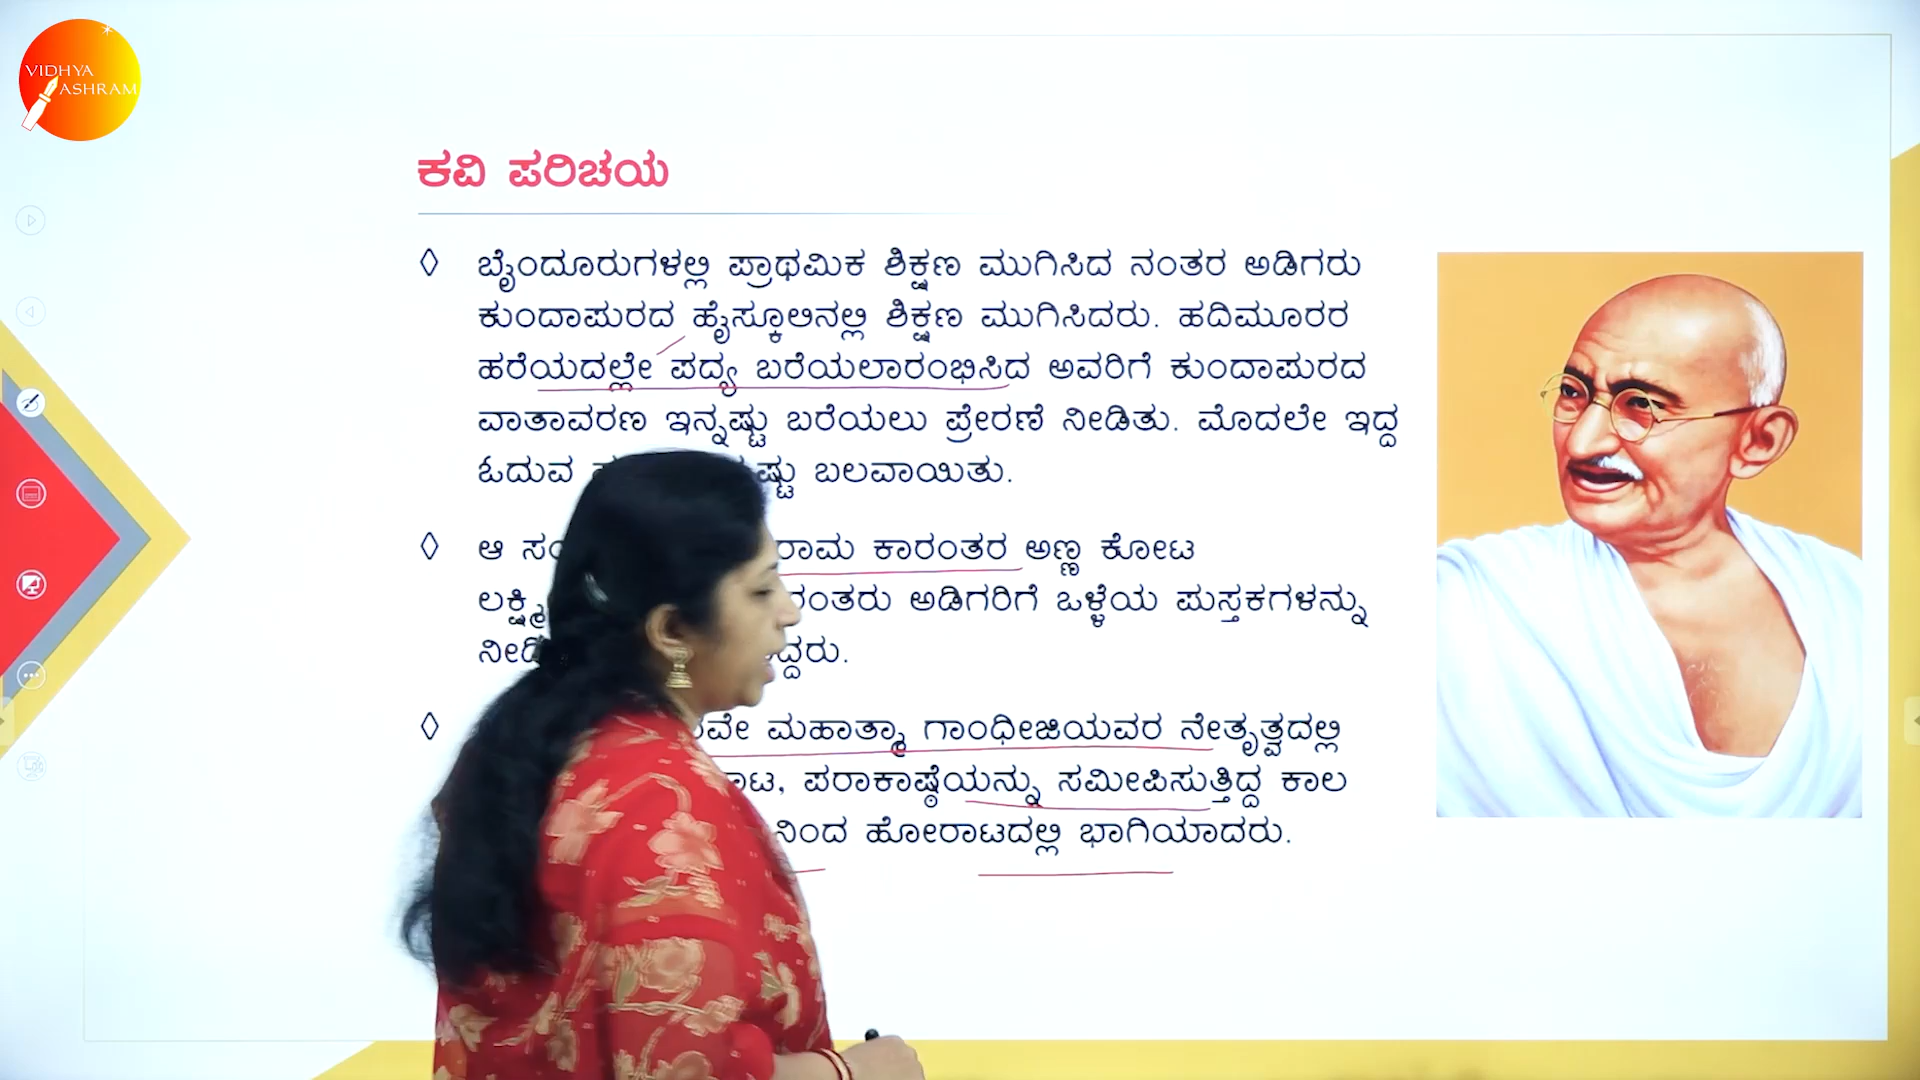 VIDHYA
ASHRAM
ಕವಿ ಪರಿಚಯ
ಬೈಂದೂರುಗಳಲ್ಲಿ ಪ್ರಾಥಮಿಕ ಶಿಕ್ಷಣ ಮುಗಿಸಿದ ನಂತರ ಅಡಿಗರು
ಕುಂದಾಪುರದ ಹೈಸ್ಕೂಲಿನಲ್ಲಿ ಶಿಕ್ಷಣ ಮುಗಿಸಿದರು. ಹದಿಮೂರರ
ಹರೆಯದಲ್ಲೇ ಪದ್ಯ ಬರೆಯಲಾರಂಭಿಸಿದ ಅವರಿಗೆ ಕುಂದಾಪುರದ
ವಾತಾವರಣ ಇನ್ನಷ್ಟು ಬರೆಯಲು ಪ್ರೇರಣೆ ನೀಡಿತು. ಮೊದಲೇ ಇದ್ದ
ಓದುವ ಬಲವಾಯಿತು.
ಆ ಕಾರಂತರ ಅಣ್ಣ ಕೋಟ
ಅಡಿಗರಿಗೆ ಒಳ್ಳೆಯ ಪುಸ್ತಕಗಳನ್ನು
ಮಹಾತ್ಮಾ ಗಾಂಧೀಜಿಯವರ ನೇತೃತ್ವದಲ್ಲಿ
ಪರಾಕಾಷ್ಠೆಯನ್ನು ಸಮೀಪಿಸುತ್ತಿದ್ದ ಕಾಲ
ಹೋರಾಟದಲ್ಲಿ ಭಾಗಿಯಾದರು.